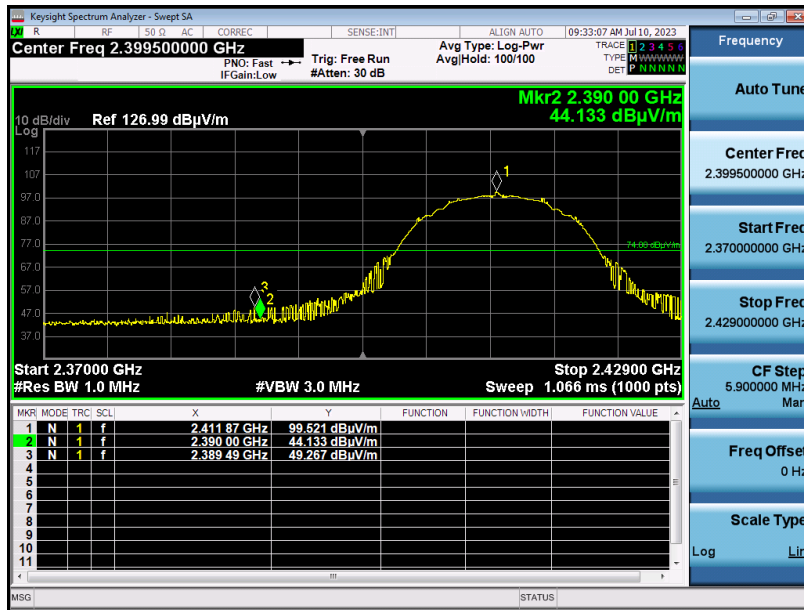 Keysight Spectrum Analyzer - Swept SA
LXI R RF 50 Ω AC CORREC SENSE:INT ALIGN AUTO 09:33:07 AM Jul 10, 2023
Center Freq 2.399500000 GHz
PNO: Fast
IFGain:Low
Trig: Free Run
#Atten: 30 dB
Avg Type: Log-Pwr
Avg|Hold: 100/100
TRACE 1 2 3 4 5 6
TYPE M WWWWW
DET P N N N N N
Mkr2 2.390 00 GHz
44.133 dBµV/m
10 dB/div Ref 126.99 dBµV/m
Log
117
107
97.0
87.0
77.0
67.0
57.0
47.0
37.0
1
74.00 dBµV/m
3
2
Start 2.37000 GHz Stop 2.42900 GHz
#Res BW 1.0 MHz #VBW 3.0 MHz Sweep 1.066 ms (1000 pts)
MKR MODE TRC SCL X Y FUNCTION FUNCTION WIDTH FUNCTION VALUE
1 N 1 f 2.411 87 GHz 99.521 dBµV/m
2 N 1 f 2.390 00 GHz 44.133 dBµV/m
3 N 1 f 2.389 49 GHz 49.267 dBµV/m
4
5
6
7
8
9
10
11
MSG STATUS
Frequency
Auto Tune
Center Freq
2.399500000 GHz
Start Freq
2.370000000 GHz
Stop Freq
2.429000000 GHz
CF Step
5.900000 MHz
Auto Man
Freq Offset
0 Hz
Scale Type
Log Lin